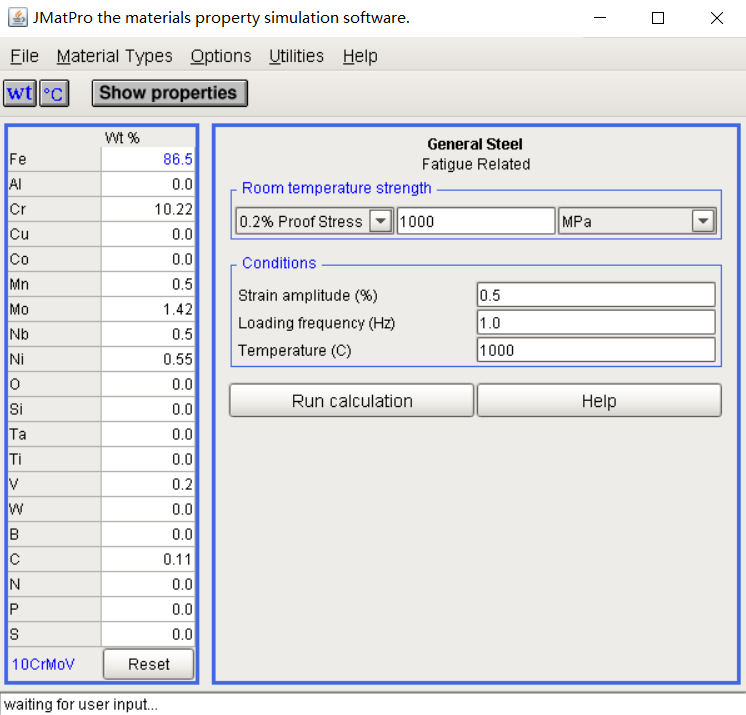 JMatPro the materials property simulation software.
File Material Types Options Utilities Help
wt °C Show properties
Wt %
Fe 86.5
Al 0.0
Cr 10.22
Cu 0.0
Co 0.0
Mn 0.5
Mo 1.42
Nb 0.5
Ni 0.55
O 0.0
Si 0.0
Ta 0.0
Ti 0.0
V 0.2
W 0.0
B 0.0
C 0.11
N 0.0
P 0.0
S 0.0
10CrMoV Reset
General Steel
Fatigue Related
Room temperature strength
0.2% Proof Stress 1000 MPa
Conditions
Strain amplitude (%) 0.5
Loading frequency (Hz) 1.0
Temperature (C) 1000
Run calculation Help
waiting for user input...